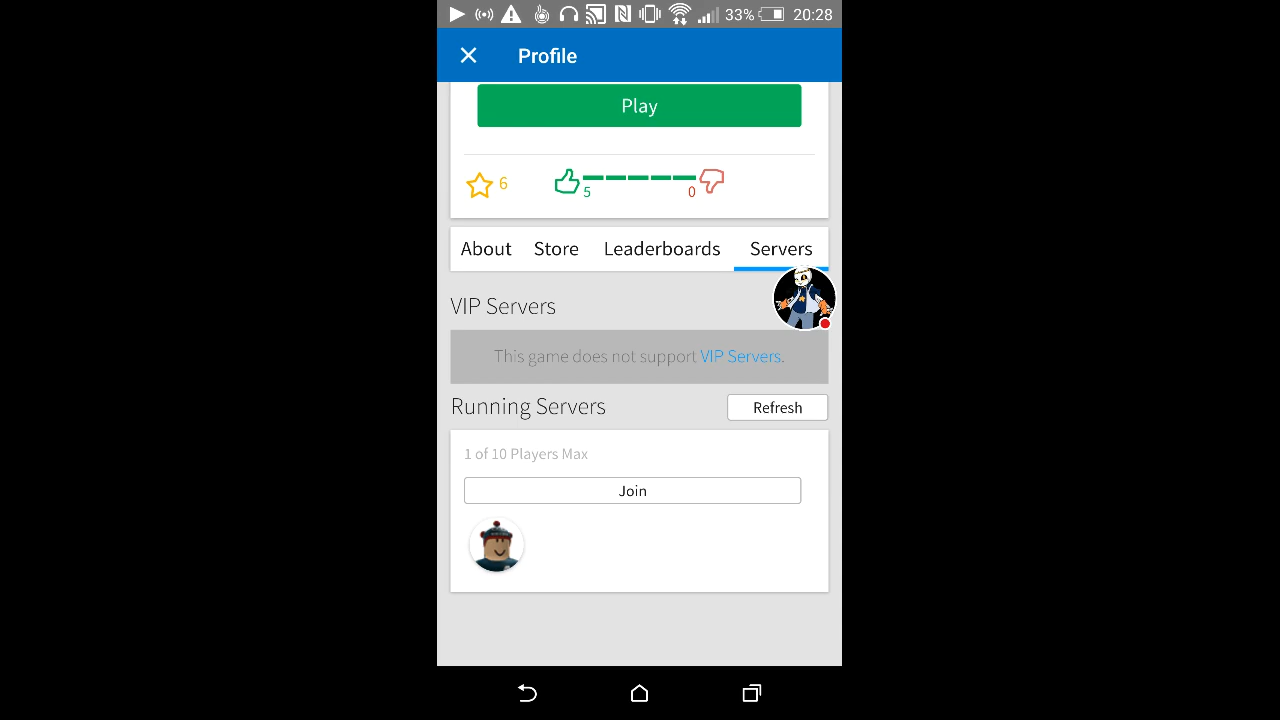 33% 20:28
Profile
Play
6
5 0
About Store Leaderboards Servers
VIP Servers
This game does not support VIP Servers.
Running Servers Refresh
1 of 10 Players Max
Join